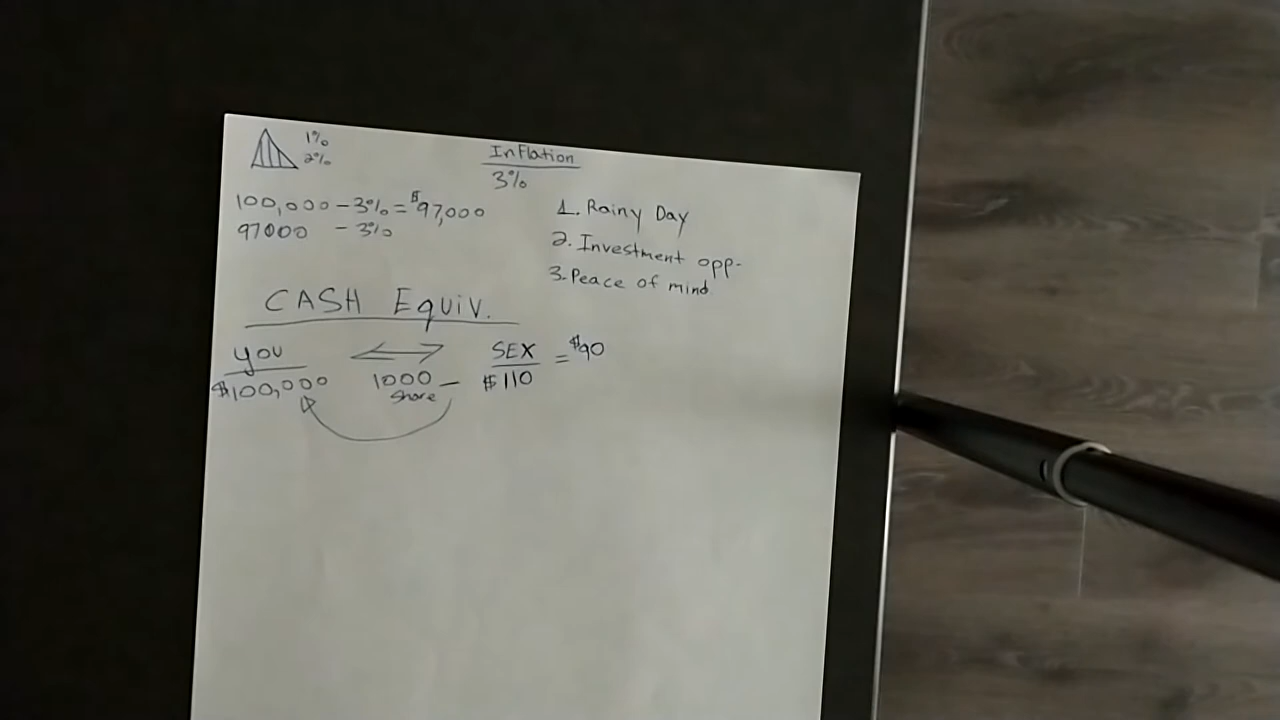 1%
2%
Inflation
3%
100,000 - 3% = $97,000
97000 - 3%
1. Rainy Day
2. Investment opp-
3. Peace of mind
CASH Equiv.
you
$100,000
1000
share
SEX = $90
$110